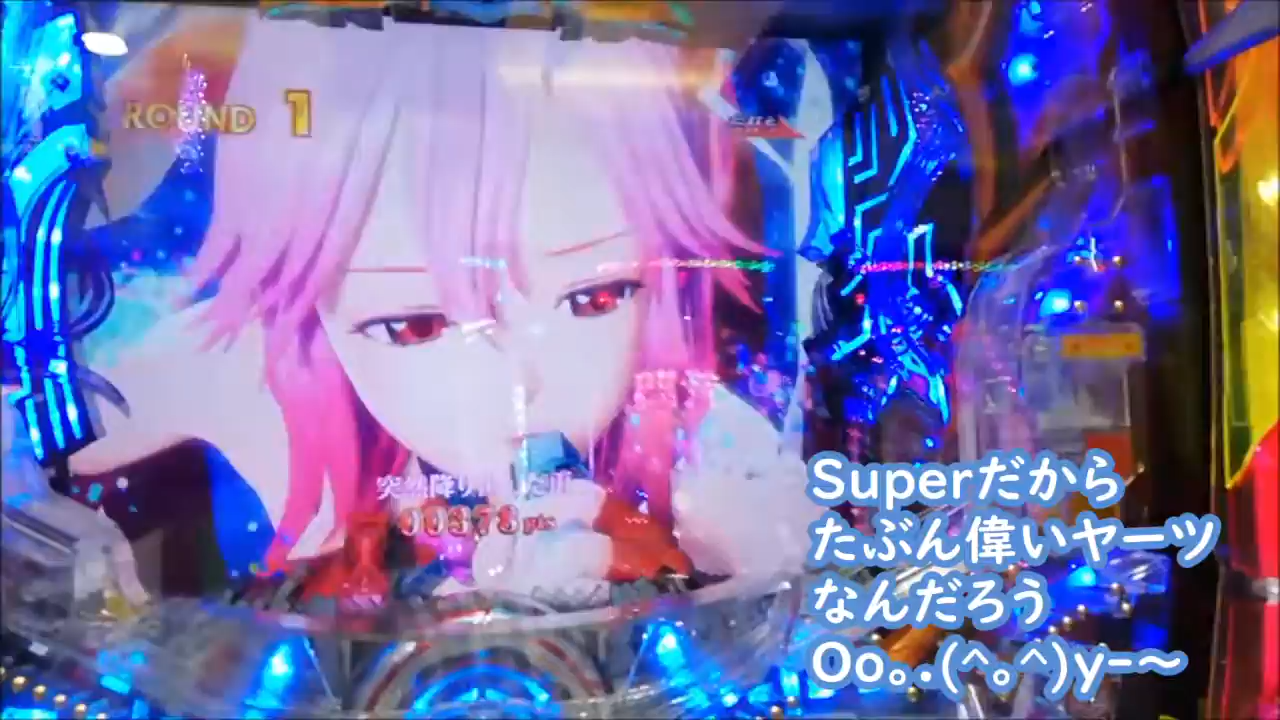 ROUND 1
00378pts
Superだから
たぶん偉いヤーツ
なんだろう
Oo｡.(^｡^)y-～